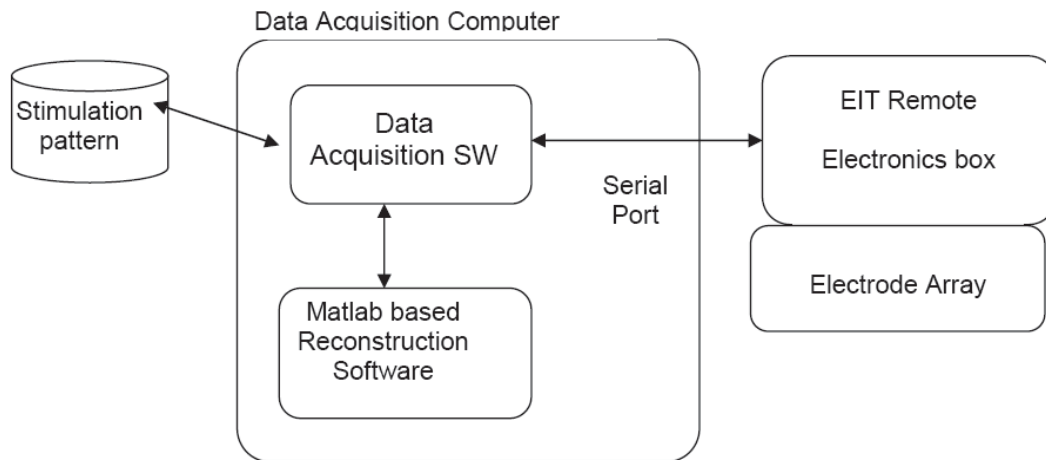 Data Acquisition Computer
Stimulation
pattern
Data
Acquisition SW
Serial
Port
EIT Remote
Electronics box
Electrode Array
Matlab based
Reconstruction
Software